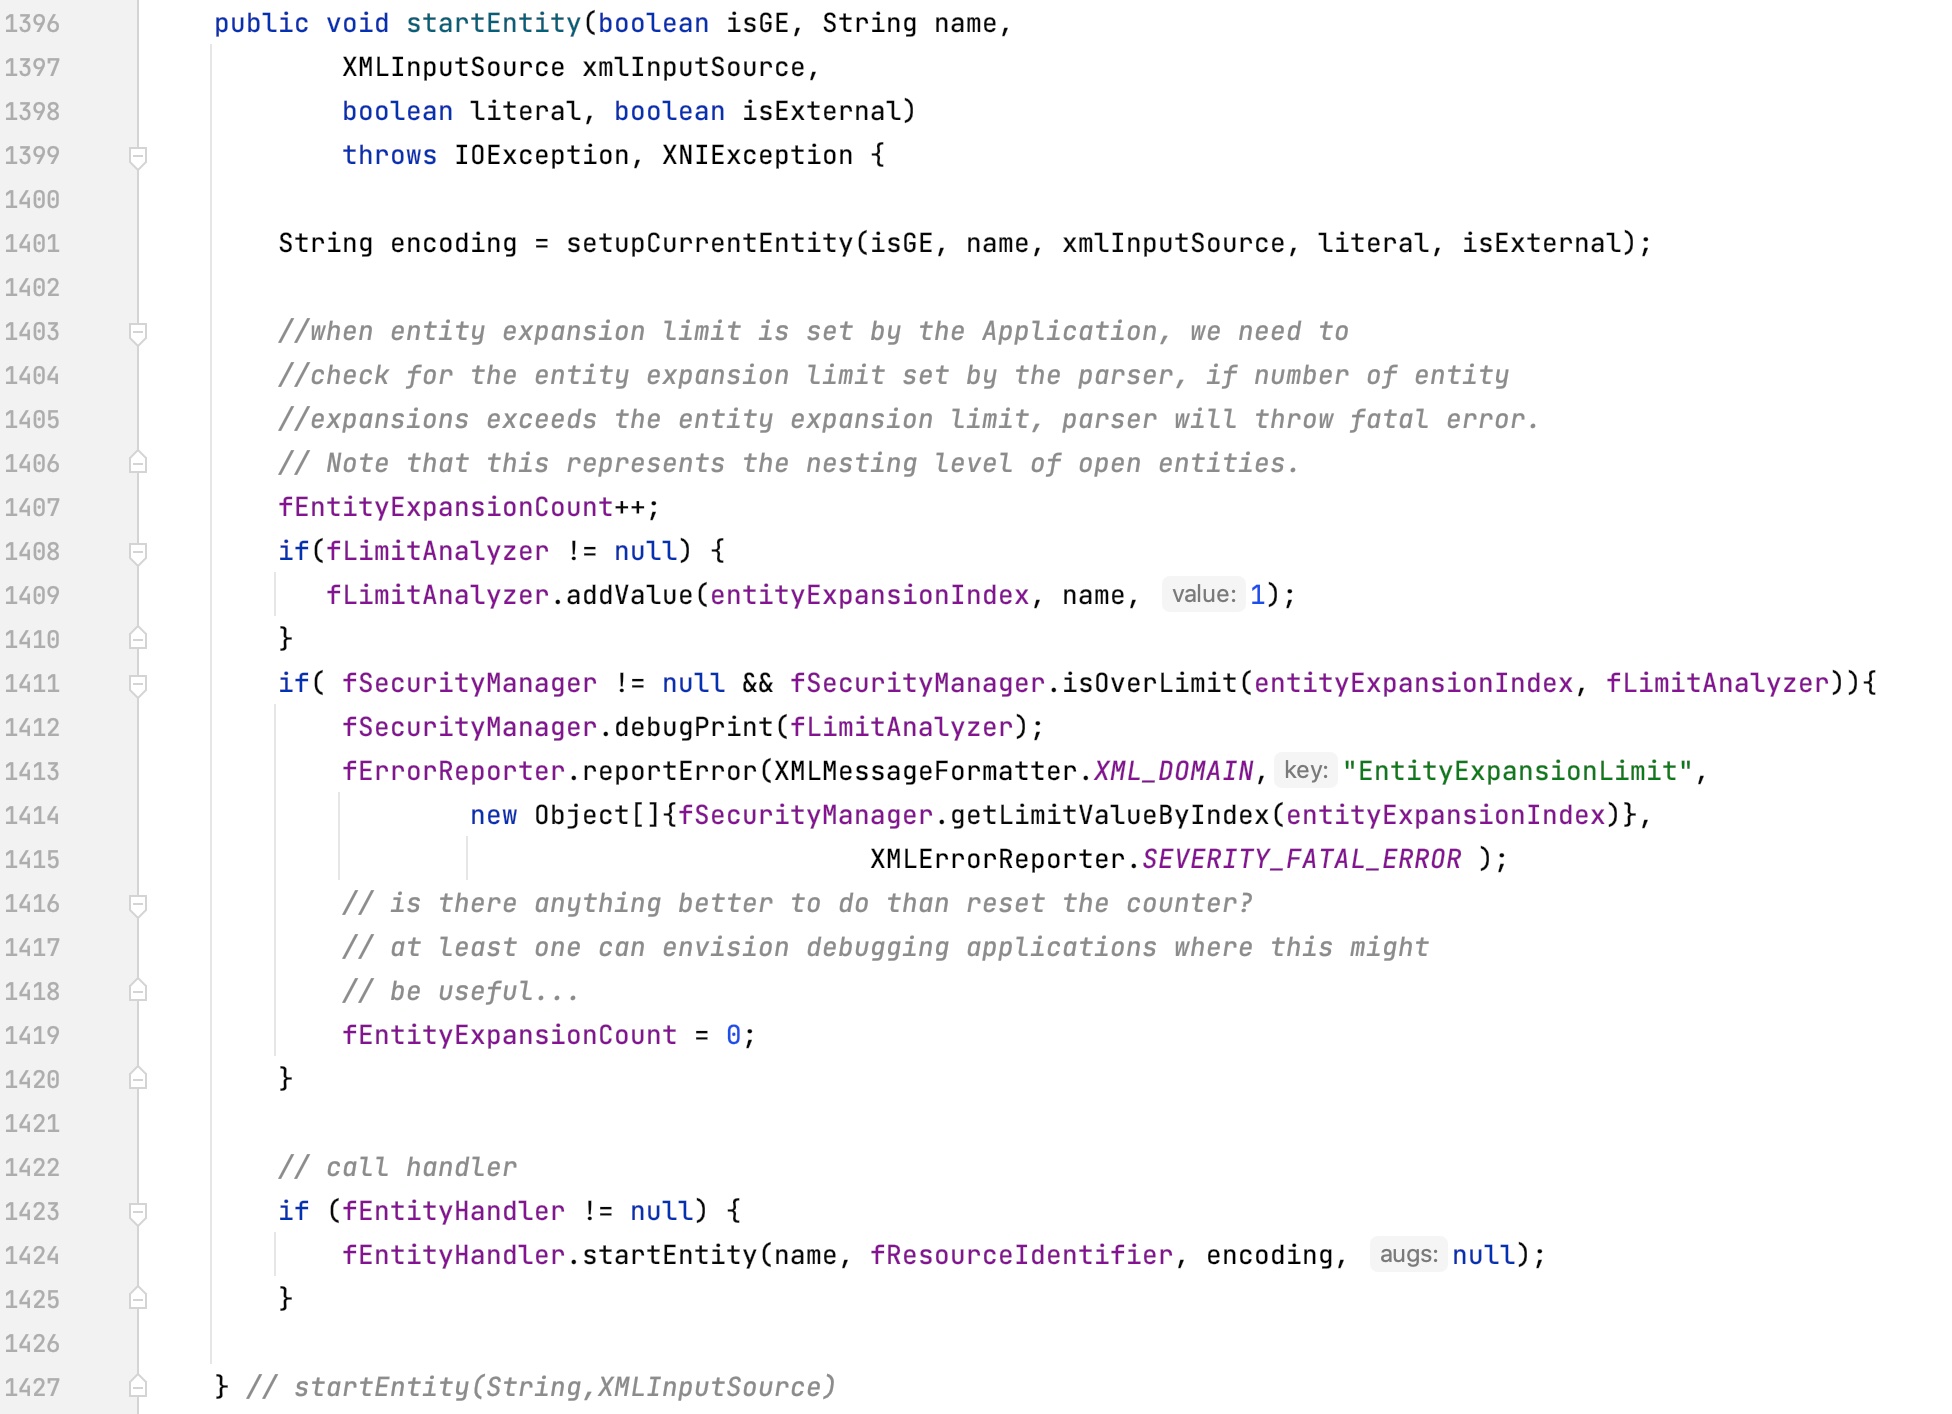 1396 public void startEntity(boolean isGE, String name,
1397 XMLInputSource xmlInputSource,
1398 boolean literal, boolean isExternal)
1399 throws IOException, XNIException {
1400
1401 String encoding = setupCurrentEntity(isGE, name, xmlInputSource, literal, isExternal);
1402
1403 //when entity expansion limit is set by the Application, we need to
1404 //check for the entity expansion limit set by the parser, if number of entity
1405 //expansions exceeds the entity expansion limit, parser will throw fatal error.
1406 // Note that this represents the nesting level of open entities.
1407 fEntityExpansionCount++;
1408 if(fLimitAnalyzer != null) {
1409 fLimitAnalyzer.addValue(entityExpansionIndex, name, value: 1);
1410 }
1411 if( fSecurityManager != null && fSecurityManager.isOverLimit(entityExpansionIndex, fLimitAnalyzer)){
1412 fSecurityManager.debugPrint(fLimitAnalyzer);
1413 fErrorReporter.reportError(XMLMessageFormatter.XML_DOMAIN, key: "EntityExpansionLimit",
1414 new Object[]{fSecurityManager.getLimitValueByIndex(entityExpansionIndex)},
1415 XMLErrorReporter.SEVERITY_FATAL_ERROR );
1416 // is there anything better to do than reset the counter?
1417 // at least one can envision debugging applications where this might
1418 // be useful...
1419 fEntityExpansionCount = 0;
1420 }
1421
1422 // call handler
1423 if (fEntityHandler != null) {
1424 fEntityHandler.startEntity(name, fResourceIdentifier, encoding, augs: null);
1425 }
1426
1427 } // startEntity(String,XMLInputSource)